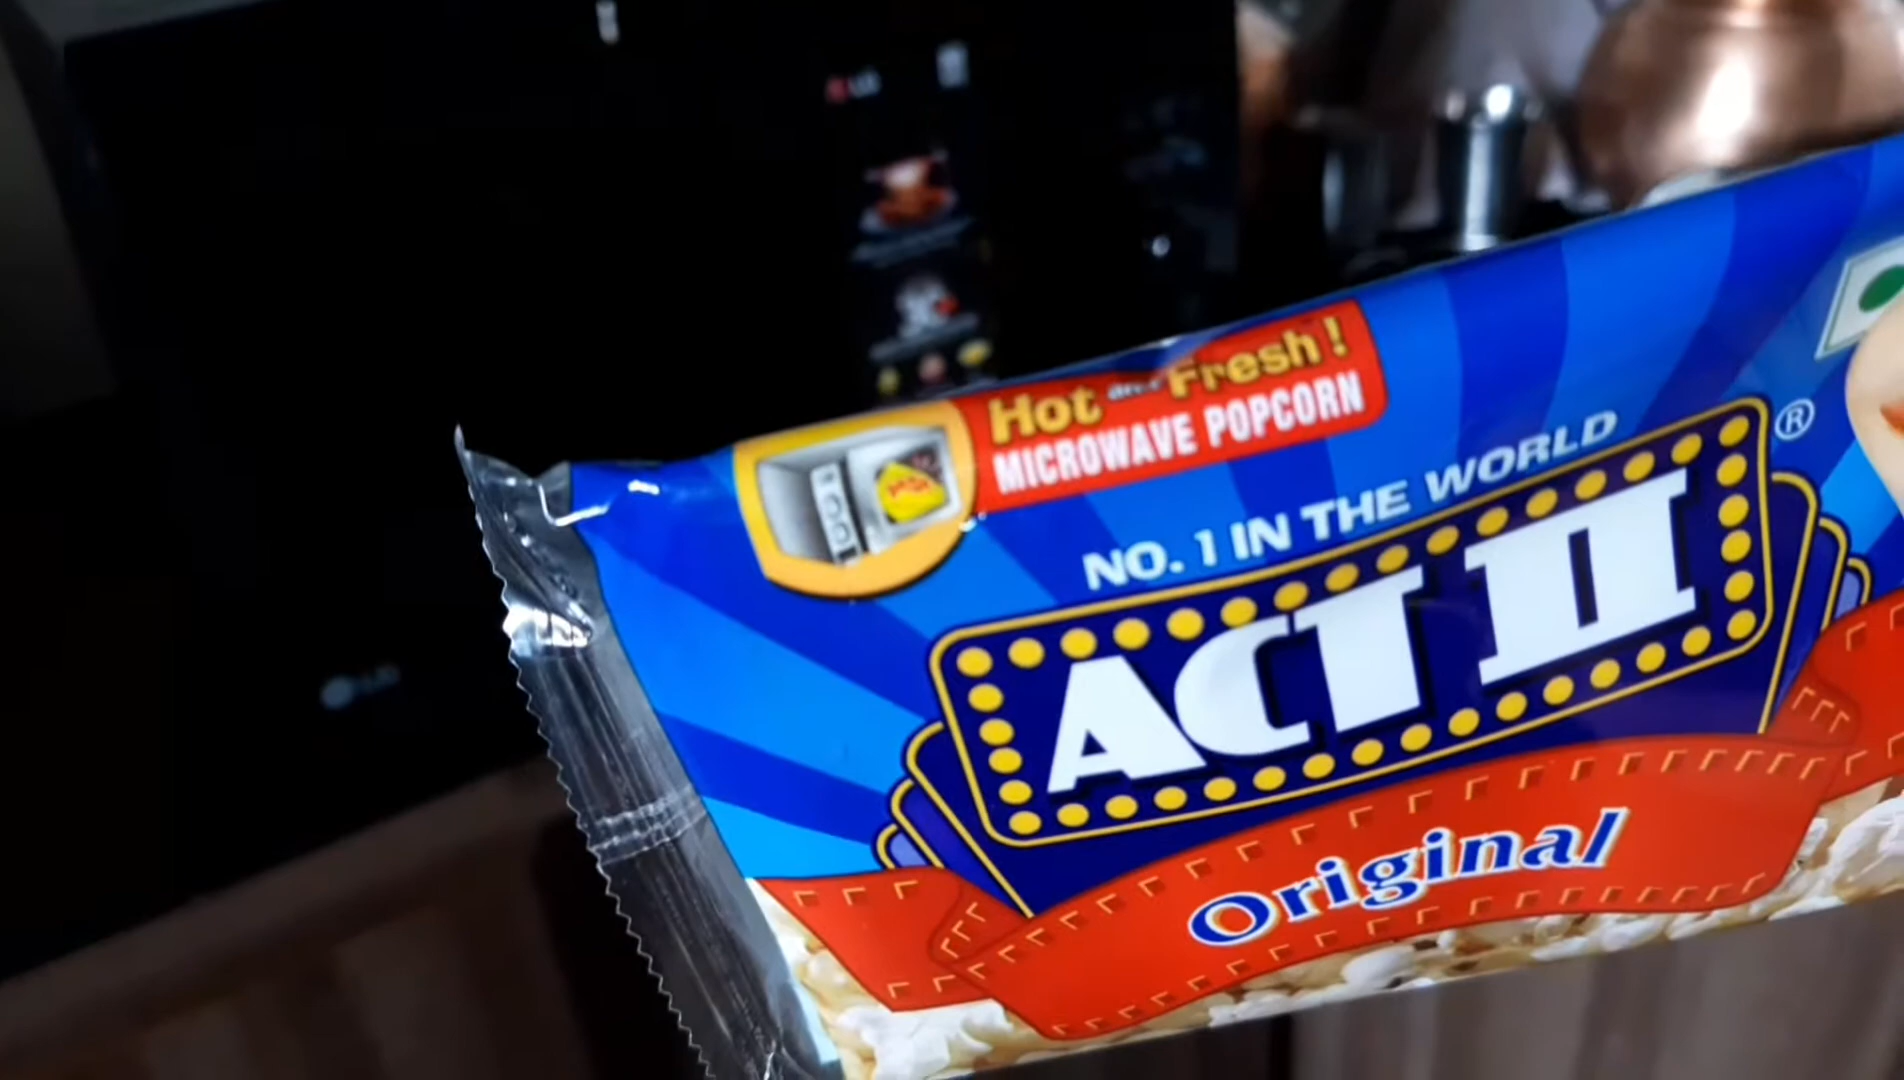 Hot and Fresh!
MICROWAVE POPCORN
NO. 1 IN THE WORLD
ACT II®
Original